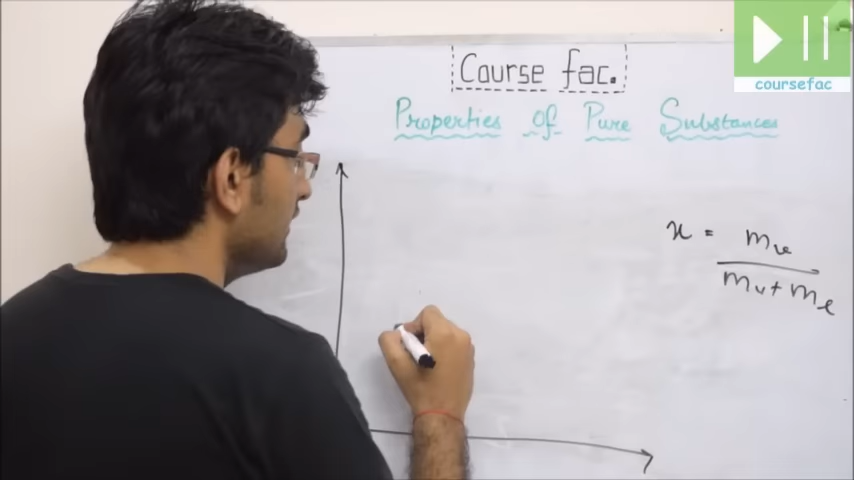 Course fac.
coursefac
Properties of Pure Substances
x = mv
mv + ml